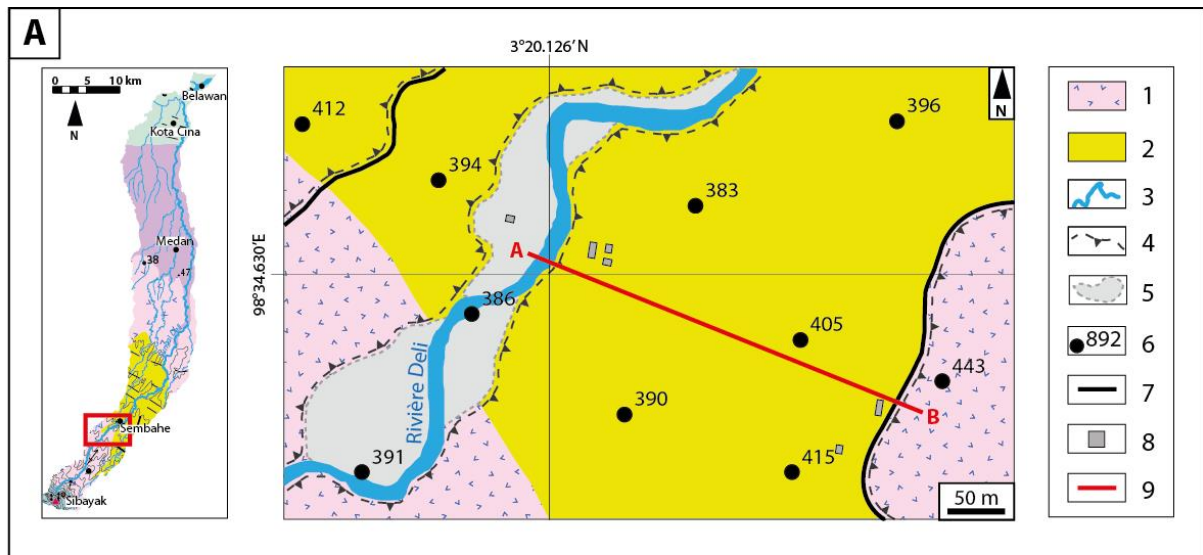 A
0 5 10 km
N
Belawan
Kota Cina
Medan
38
47
Sembahe
Sibayak
3°20.126′N
98°34.630′E
N
412
396
394
383
A
386
405
443
Rivière Deli
390
B
391
415
50 m
1
2
3
4
5
892 6
7
8
9